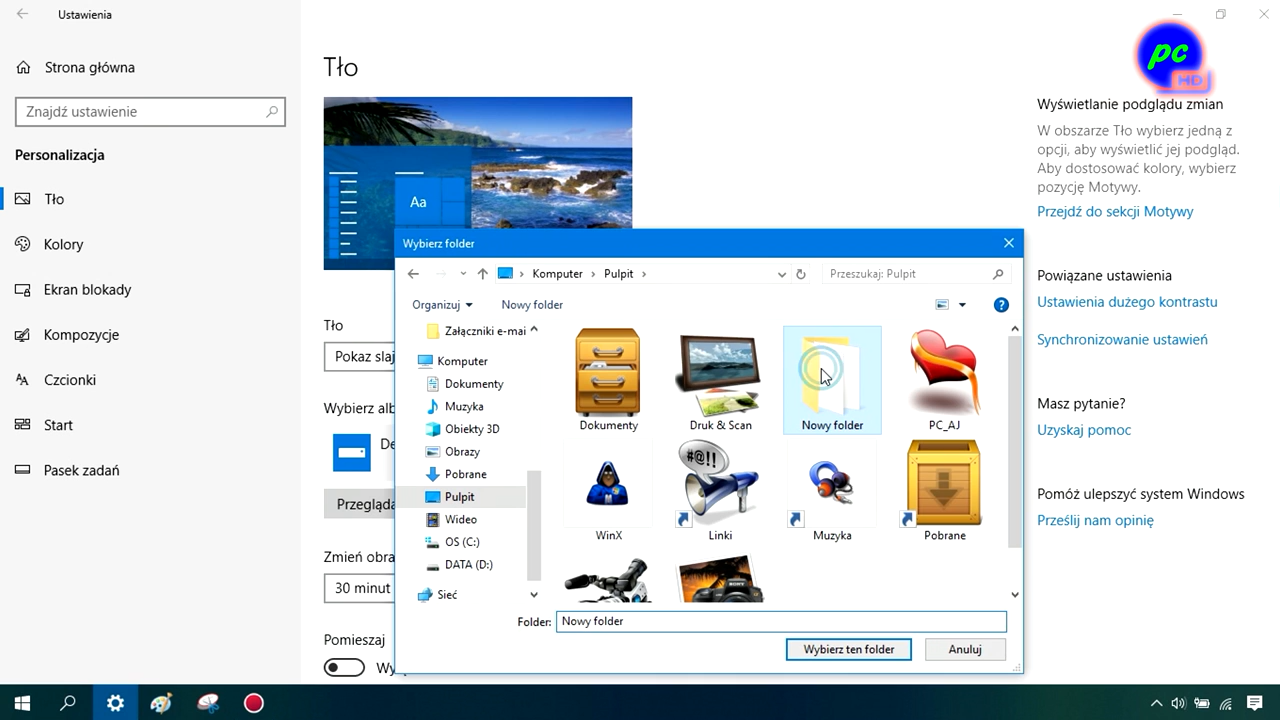 Ustawienia
Strona główna
Znajdź ustawienie
Personalizacja
Tło
Kolory
Ekran blokady
Kompozycje
Czcionki
Start
Pasek zadań
Tło
Aa
Tło
Pokaz slaj
Wybierz alb
De
Przegląda
Zmień obra
30 minut
Pomieszaj
Wy
Wybierz folder
Komputer
Pulpit
Przeszukaj: Pulpit
Organizuj
Nowy folder
Załączniki e-mai
Komputer
Dokumenty
Muzyka
Obiekty 3D
Obrazy
Pobrane
Pulpit
Wideo
OS (C:)
DATA (D:)
Sieć
Dokumenty
Druk & Scan
Nowy folder
PC_AJ
#@!!
WinX
Linki
Muzyka
Pobrane
SONY
Folder: Nowy folder
Wybierz ten folder
Anuluj
pc
HD
Wyświetlanie podglądu zmian
W obszarze Tło wybierz jedną z
opcji, aby wyświetlić jej podgląd.
Aby dostosować kolory, wybierz
pozycję Motywy.
Przejdź do sekcji Motywy
Powiązane ustawienia
Ustawienia dużego kontrastu
Synchronizowanie ustawień
Masz pytanie?
Uzyskaj pomoc
Pomóż ulepszyć system Windows
Prześlij nam opinię